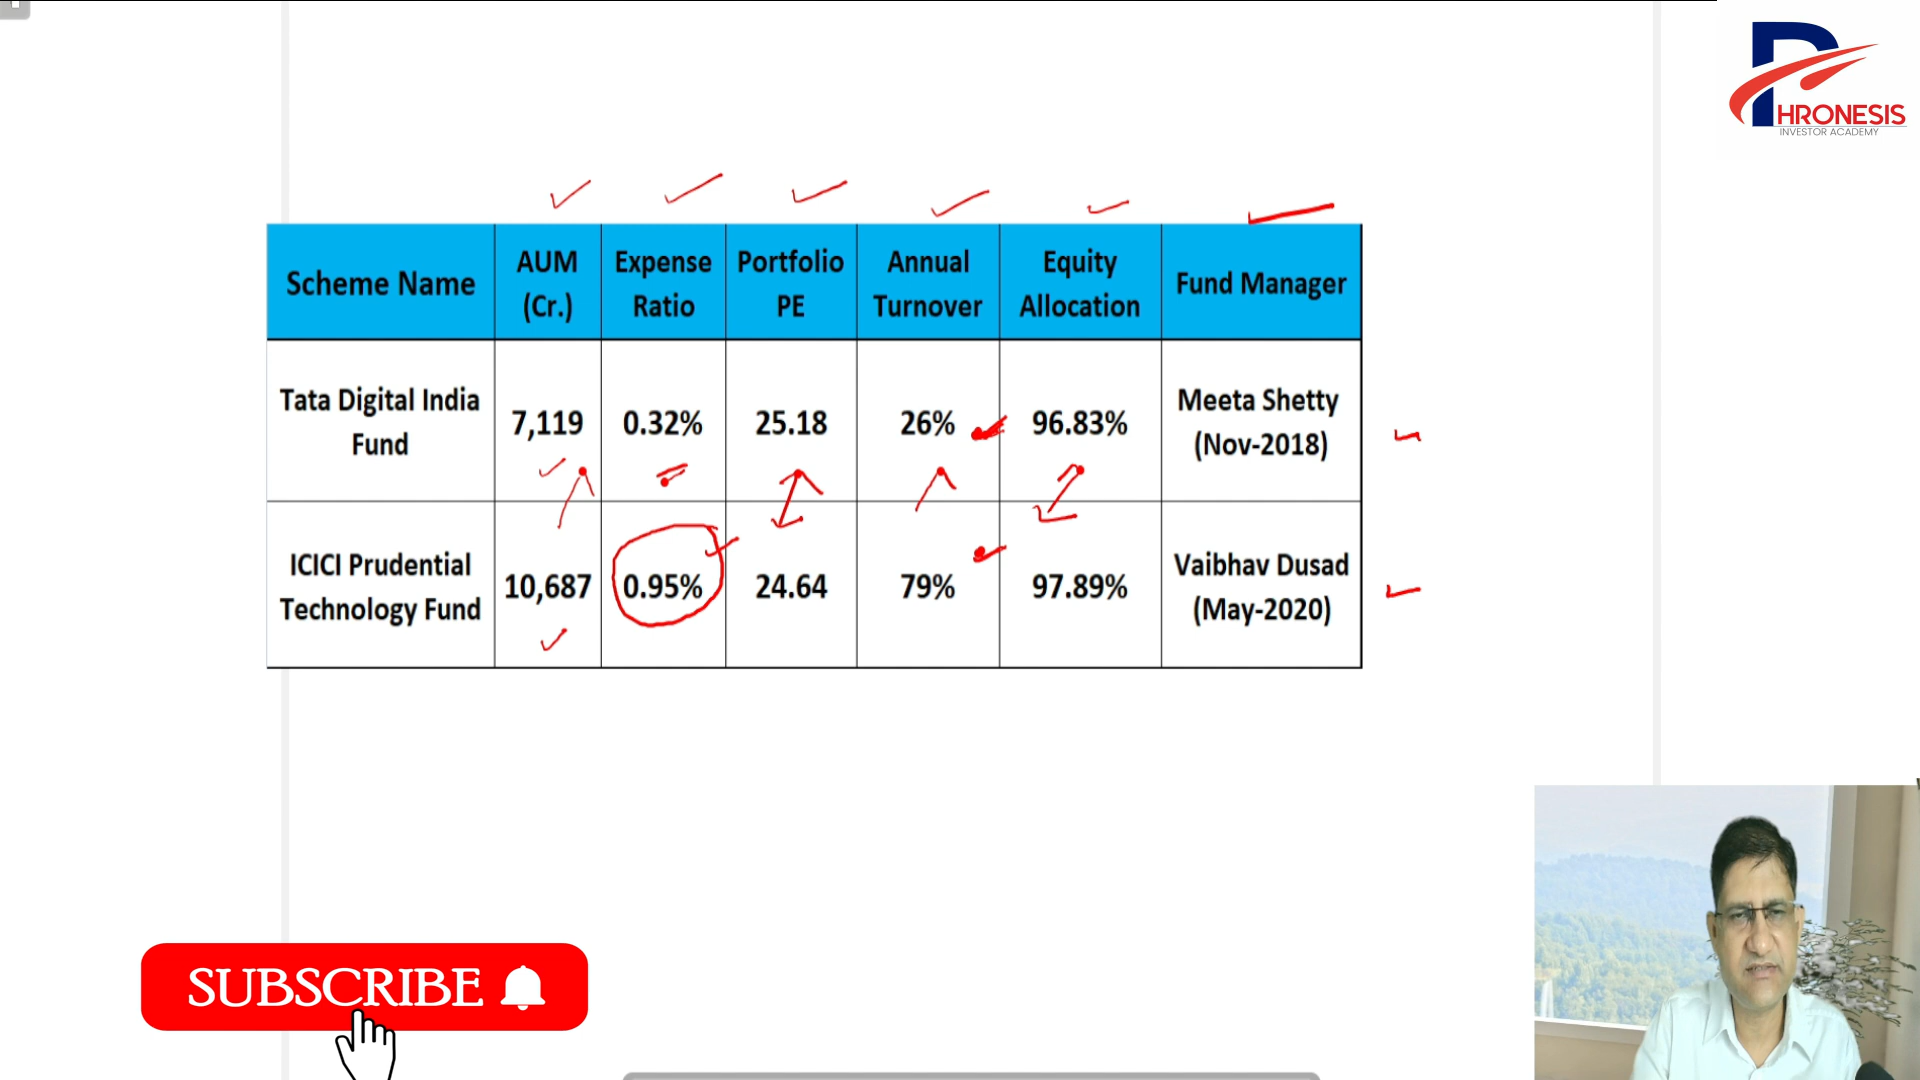 HRONESIS
INVESTOR ACADEMY
Scheme Name
AUM
(Cr.)
Expense
Ratio
Portfolio
PE
Annual
Turnover
Equity
Allocation
Fund Manager
Tata Digital India
Fund
7,119
0.32%
25.18
26%
96.83%
Meeta Shetty
(Nov-2018)
ICICI Prudential
Technology Fund
10,687
0.95%
24.64
79%
97.89%
Vaibhav Dusad
(May-2020)
SUBSCRIBE